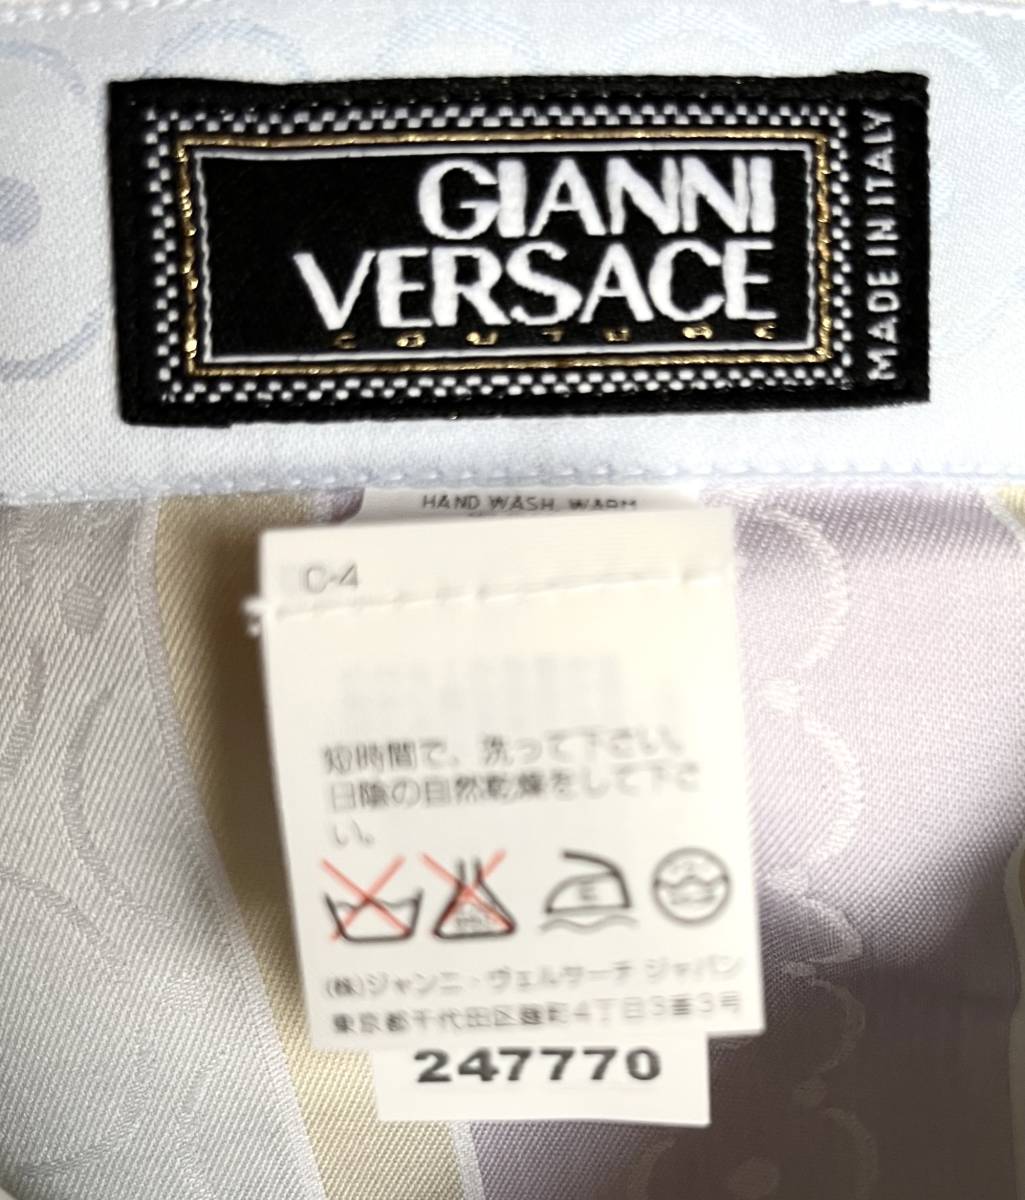 GIANNI
VERSACE
COUTURE
MADE IN ITALY
HAND WASH, WARM
C-4
短時間で、洗って下さい。
日陰の自然乾燥をして下さ
い。
(株)ジャンニ・ヴェルサーチ ジャパン
東京都千代田区麹町4丁目3番3号
247770